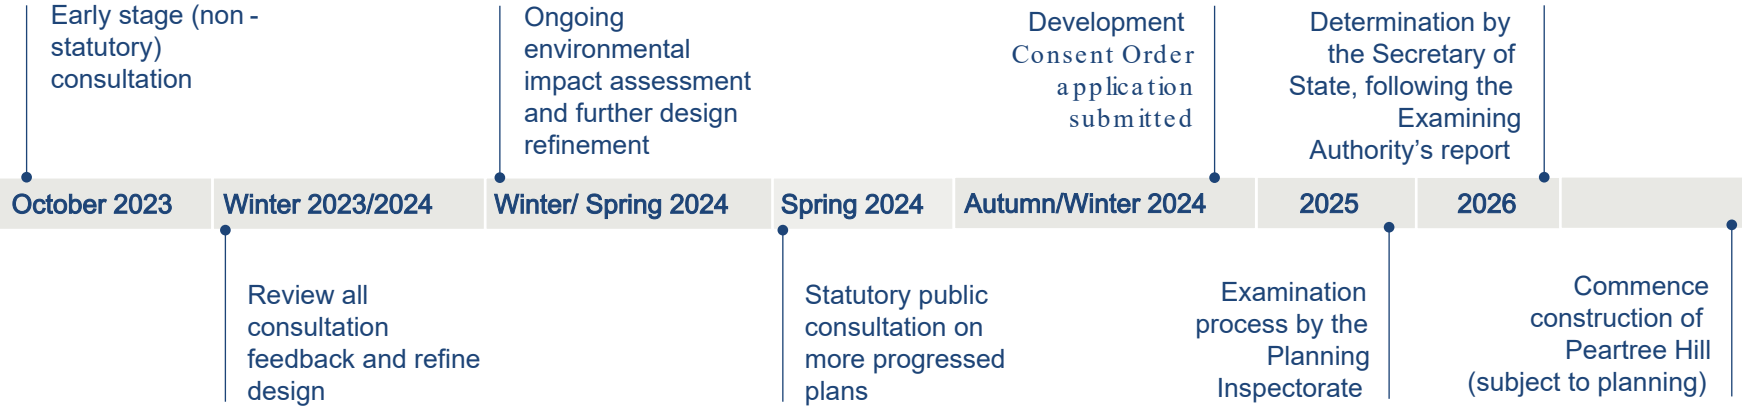 Early stage (non -
statutory)
consultation
Ongoing
environmental
impact assessment
and further design
refinement
Development
Consent Order
application
submitted
Determination by
the Secretary of
State, following the
Examining
Authority’s report
October 2023
Winter 2023/2024
Winter/ Spring 2024
Spring 2024
Autumn/Winter 2024
2025
2026
Review all
consultation
feedback and refine
design
Statutory public
consultation on
more progressed
plans
Examination
process by the
Planning
Inspectorate
Commence
construction of
Peartree Hill
(subject to planning)